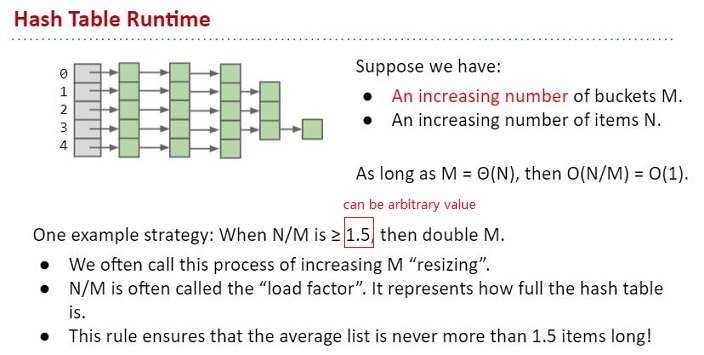 Hash Table Runtime
0
1
2
3
4
Suppose we have:
● An increasing number of buckets M.
● An increasing number of items N.
As long as M = Θ(N), then O(N/M) = O(1).
can be arbitrary value
One example strategy: When N/M is ≥ 1.5, then double M.
● We often call this process of increasing M “resizing”.
● N/M is often called the “load factor”. It represents how full the hash table
is.
● This rule ensures that the average list is never more than 1.5 items long!